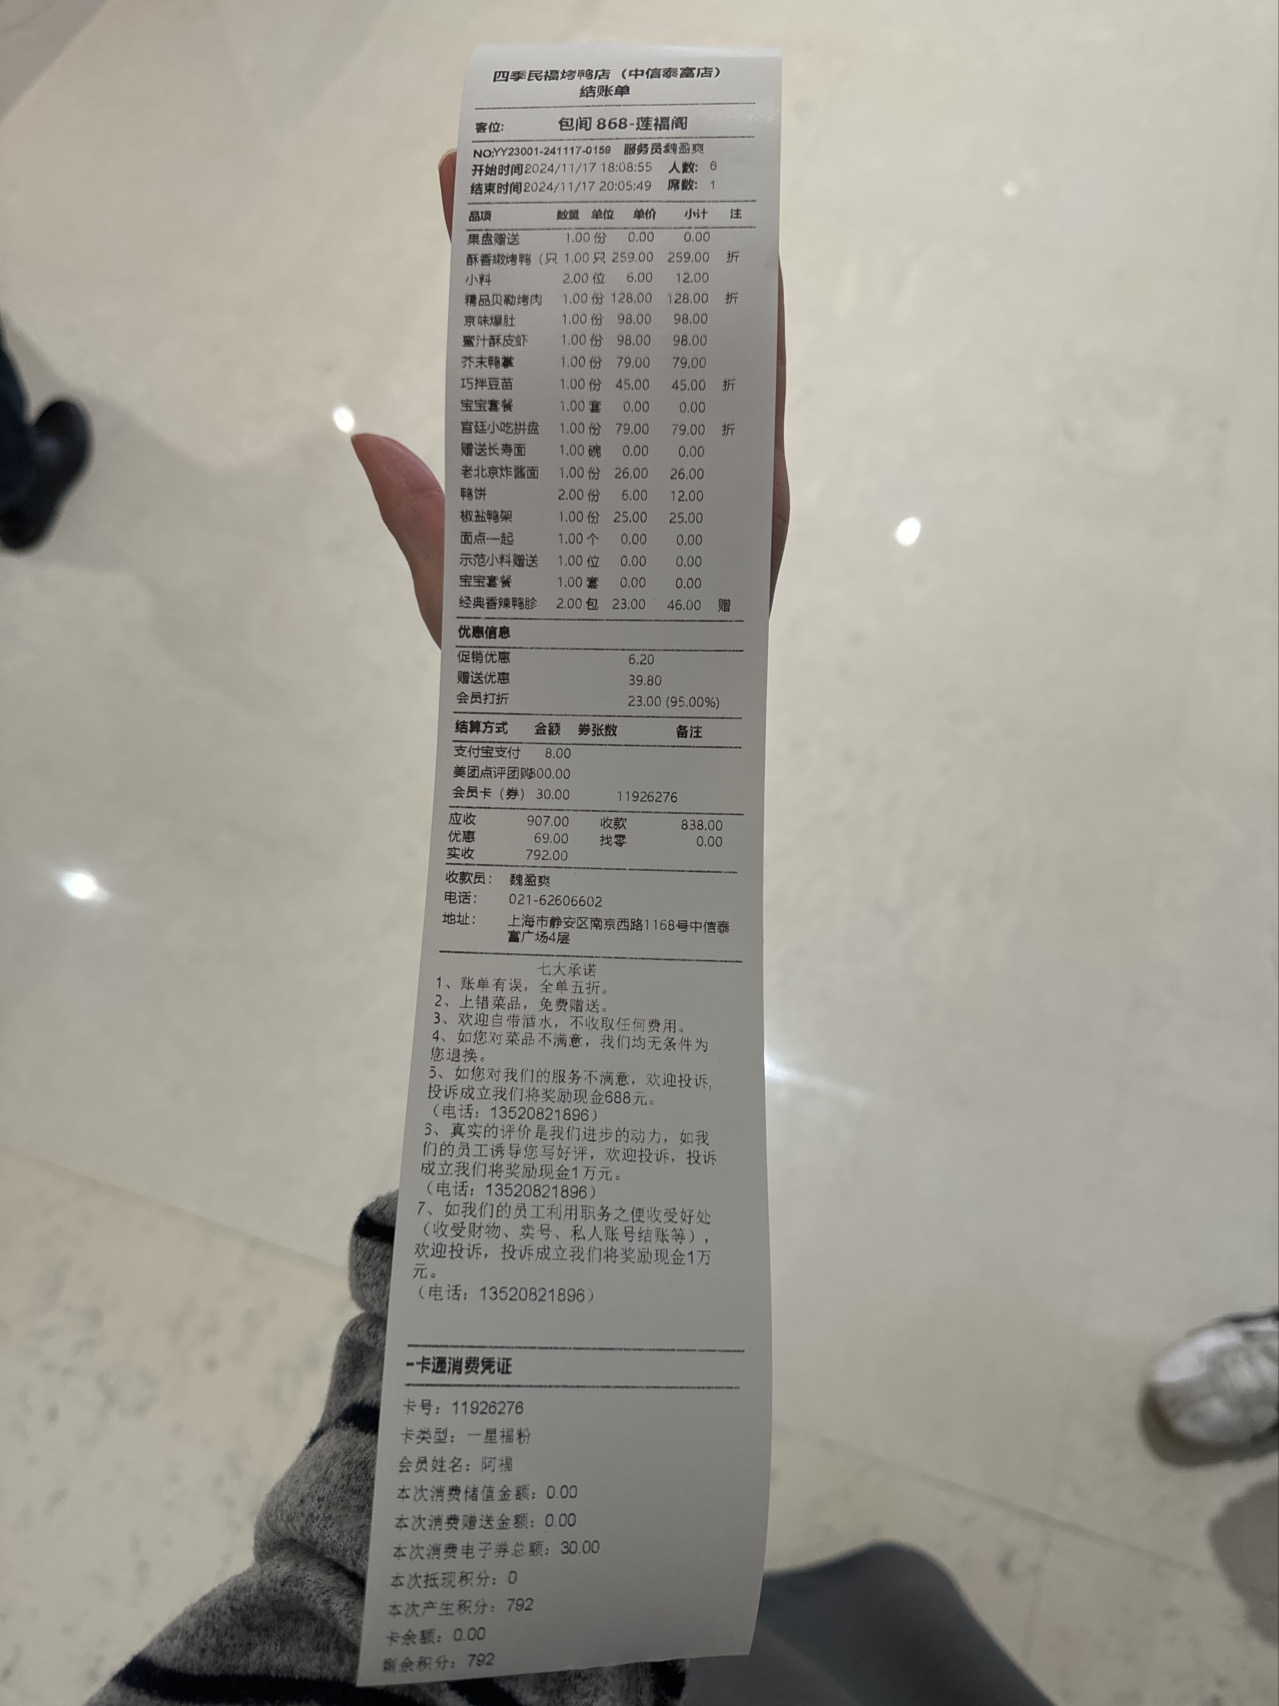 四季民福烤鸭店（中信泰富店）
结账单
客位： 包间 868-莲福阁
NO:YY23001-241117-0159 服务员:魏盈爽
开始时间2024/11/17 18:08:55 人数： 6
结束时间2024/11/17 20:05:49 席数： 1
品项 数量 单位 单价 小计 注
果盘赠送 1.00 份 0.00 0.00
酥香嫩烤鸭（只 1.00 只 259.00 259.00 折
小料 2.00 位 6.00 12.00
精品贝勒烤肉 1.00 份 128.00 128.00 折
京味爆肚 1.00 份 98.00 98.00
蜜汁酥皮虾 1.00 份 98.00 98.00
芥末鸭掌 1.00 份 79.00 79.00
巧拌豆苗 1.00 份 45.00 45.00 折
宝宝套餐 1.00 套 0.00 0.00
宫廷小吃拼盘 1.00 份 79.00 79.00 折
赠送长寿面 1.00 碗 0.00 0.00
老北京炸酱面 1.00 份 26.00 26.00
鸭饼 2.00 份 6.00 12.00
椒盐鸭架 1.00 份 25.00 25.00
面点一起 1.00 个 0.00 0.00
示范小料赠送 1.00 位 0.00 0.00
宝宝套餐 1.00 套 0.00 0.00
经典香辣鸭胗 2.00 包 23.00 46.00 赠
优惠信息
促销优惠 6.20
赠送优惠 39.80
会员打折 23.00 (95.00%)
结算方式 金额 券张数 备注
支付宝支付 8.00
美团点评团购800.00
会员卡（券） 30.00 11926276
应收 907.00 收款 838.00
优惠 69.00 找零 0.00
实收 792.00
收款员： 魏盈爽
电话： 021-62606602
地址： 上海市静安区南京西路1168号中信泰
富广场4层
七大承诺
1、账单有误，全单五折。
2、上错菜品，免费赠送。
3、欢迎自带酒水，不收取任何费用。
4、如您对菜品不满意，我们均无条件为
您退换。
5、如您对我们的服务不满意，欢迎投诉，
投诉成立我们将奖励现金688元。
（电话：13520821896）
6、真实的评价是我们进步的动力，如我
们的员工诱导您写好评，欢迎投诉，投诉
成立我们将奖励现金1万元。
（电话：13520821896）
7、如我们的员工利用职务之便收受好处
（收受财物、卖号、私人账号结账等），
欢迎投诉，投诉成立我们将奖励现金1万
元。
（电话：13520821896）
一卡通消费凭证
卡号：11926276
卡类型：一星福粉
会员姓名：阿福
本次消费储值金额：0.00
本次消费赠送金额：0.00
本次消费电子券总额：30.00
本次抵现积分：0
本次产生积分：792
卡余额：0.00
剩余积分：792